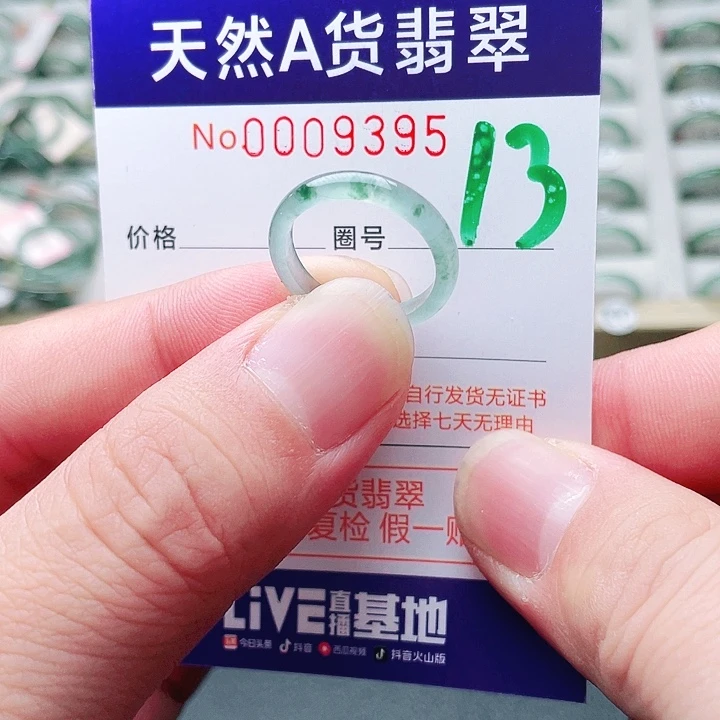 天然A货翡翠
No.0009395
13
价格 圈号
自行发货无证书
选择七天无理由
货翡翠
复检 假一赔
LiVE直播基地
今日头条 抖音 西瓜视频 抖音火山版